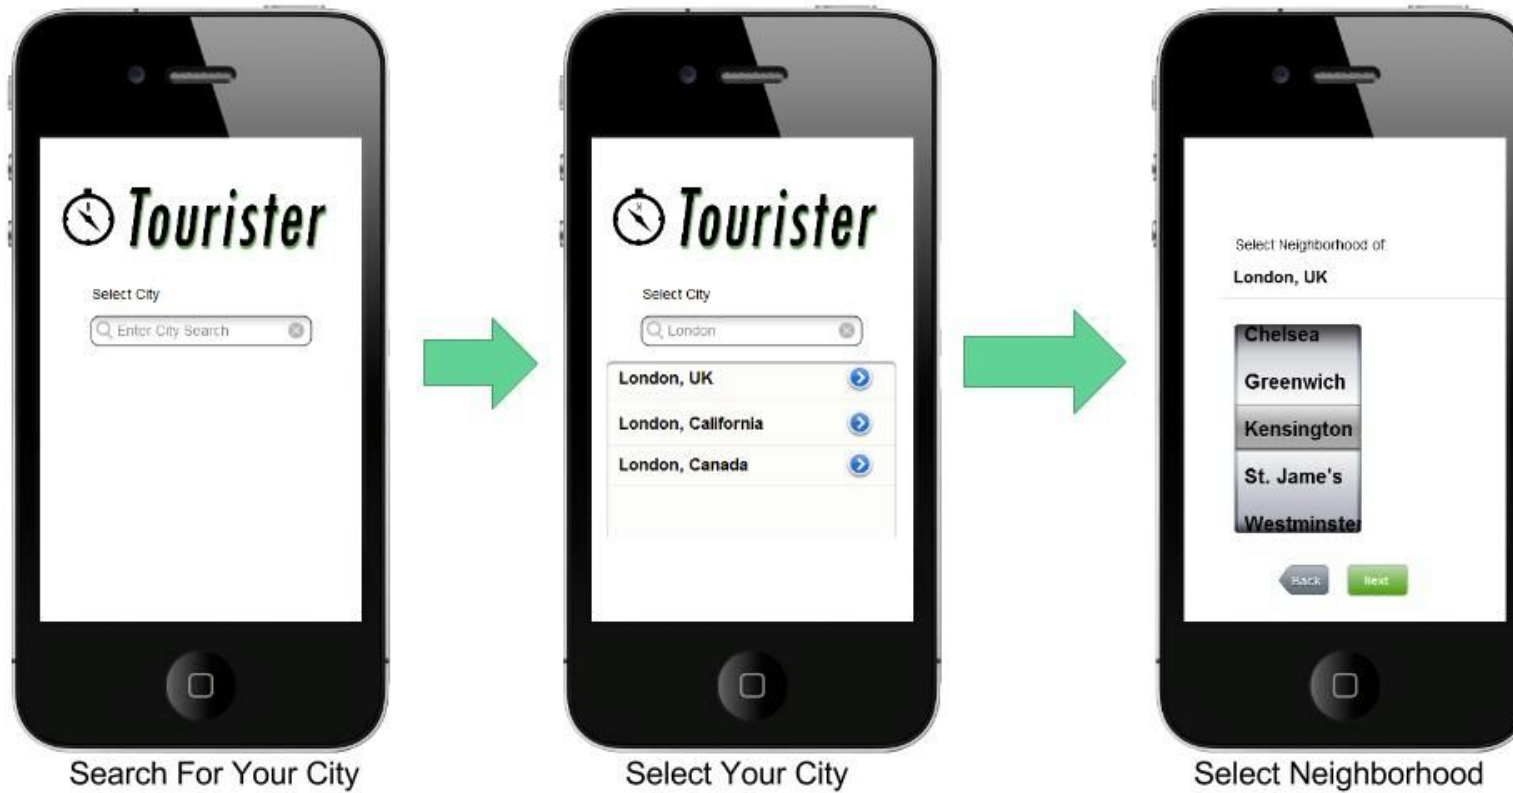 Tourister
Select City
Enter City Search
Search For Your City
Tourister
Select City
London
London, UK
London, California
London, Canada
Select Your City
Select Neighborhood of:
London, UK
Chelsea
Greenwich
Kensington
St. Jame's
Westminster
Back
Next
Select Neighborhood